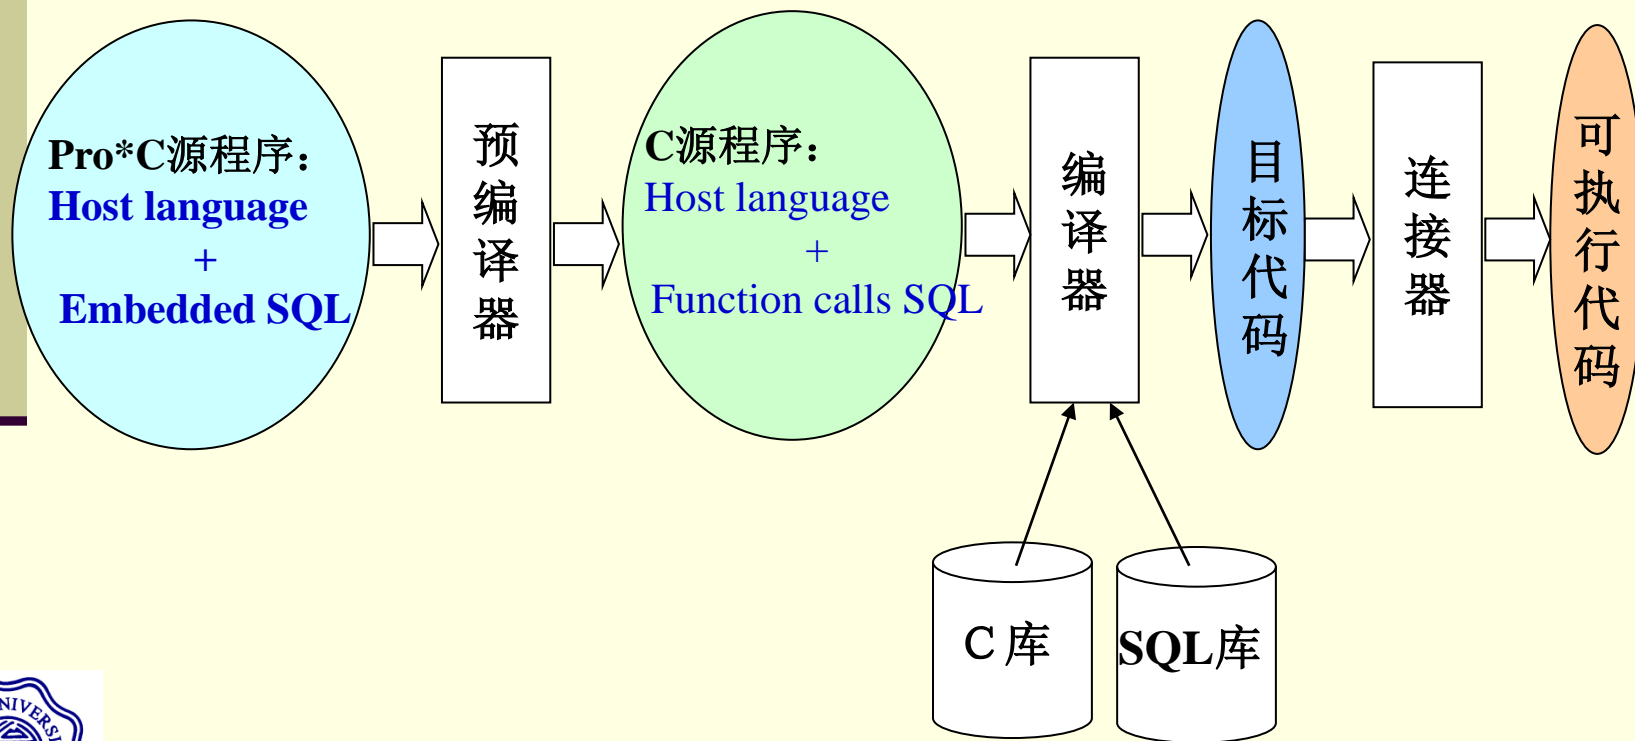 Pro*C源程序：
Host language
+
Embedded SQL
预编译器
C源程序：
Host language
+
Function calls SQL
编译器
目标代码
连接器
可执行代码
C库
SQL库